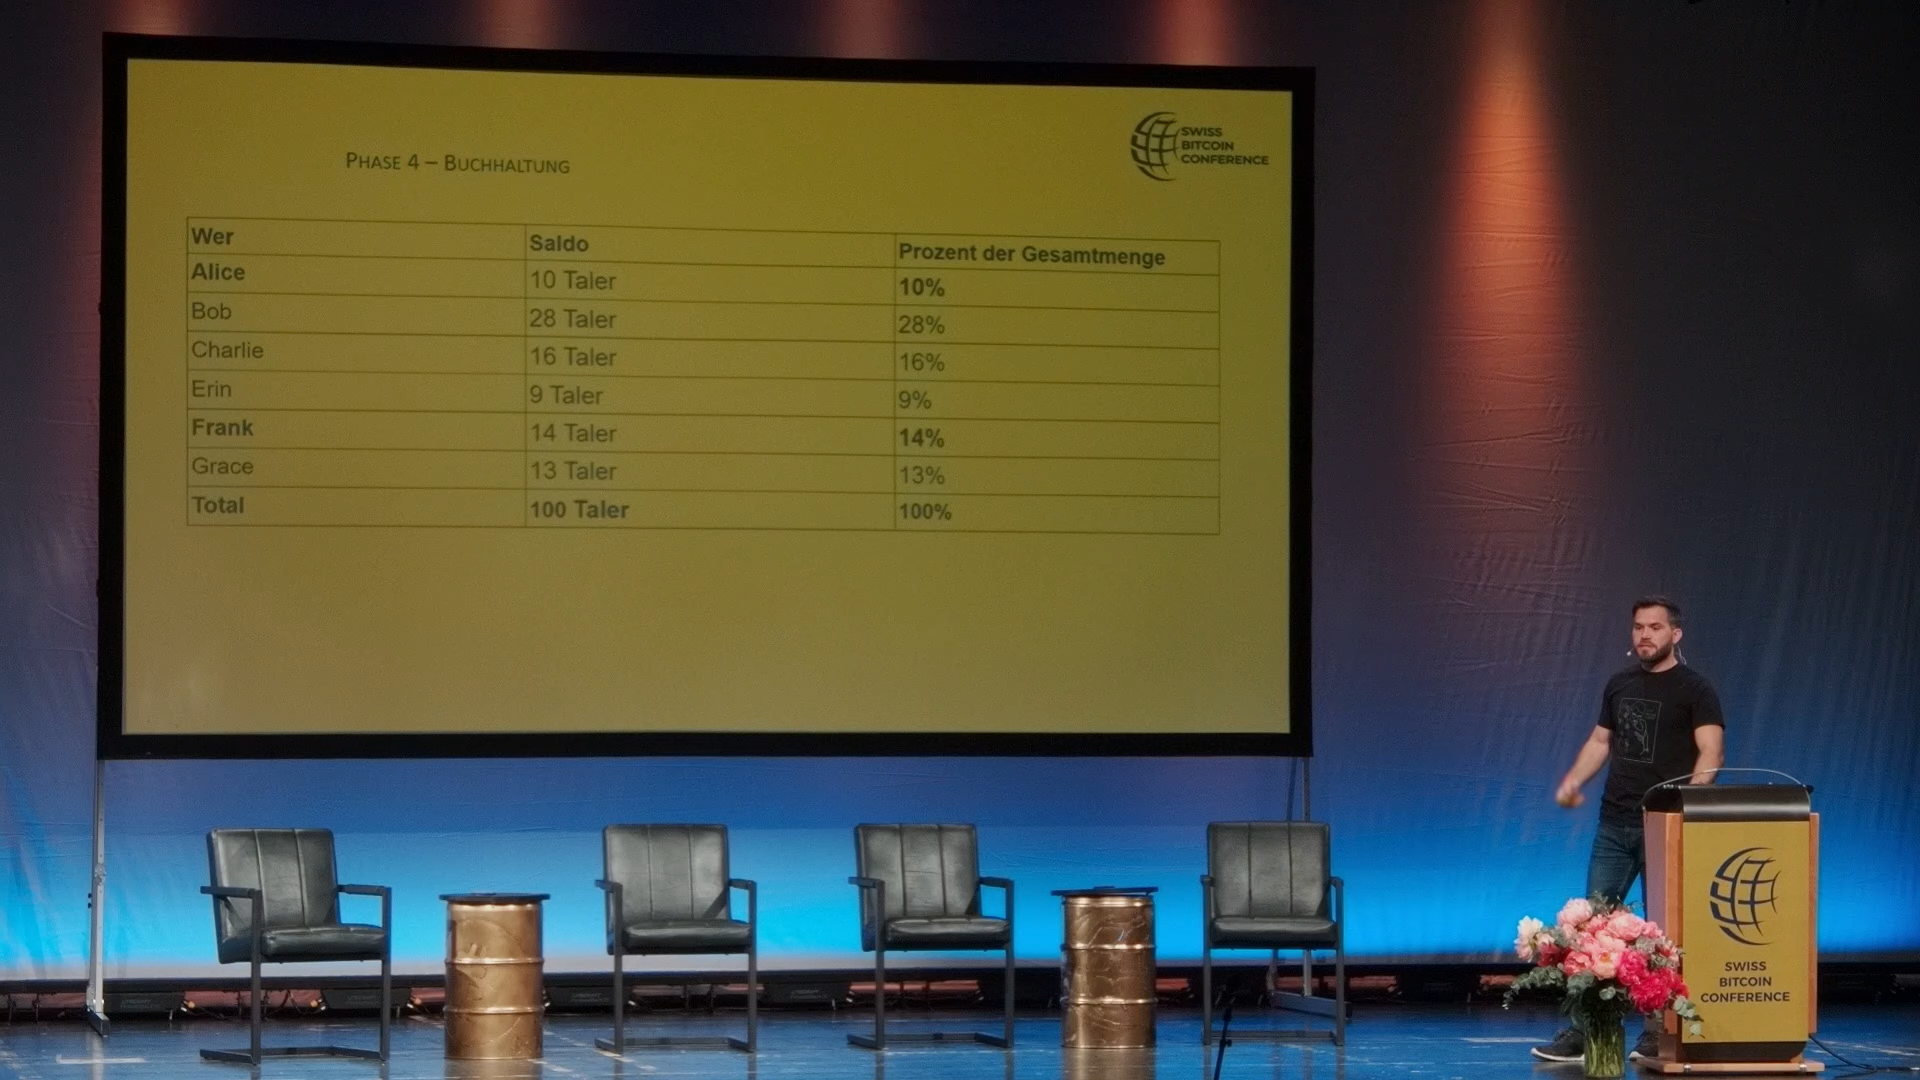 PHASE 4 – BUCHHALTUNG
SWISS
BITCOIN
CONFERENCE
Wer Saldo Prozent der Gesamtmenge
Alice 10 Taler 10%
Bob 28 Taler 28%
Charlie 16 Taler 16%
Erin 9 Taler 9%
Frank 14 Taler 14%
Grace 13 Taler 13%
Total 100 Taler 100%
SWISS
BITCOIN
CONFERENCE